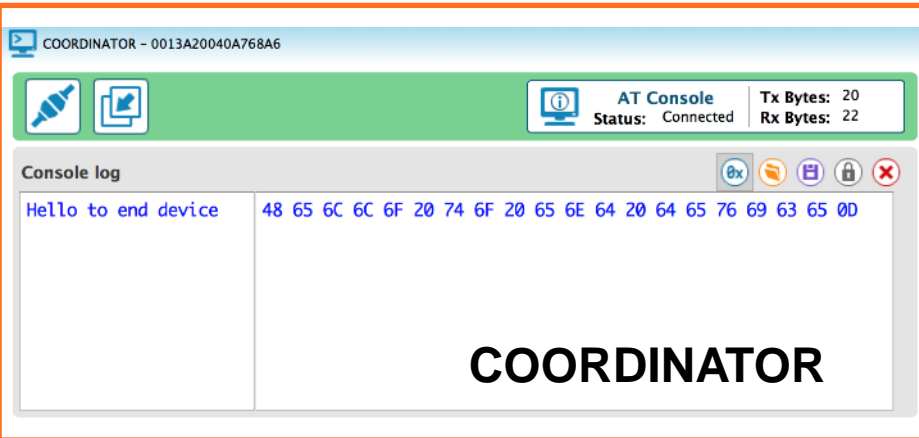 COORDINATOR - 0013A20040A768A6
AT Console
Status: Connected
Tx Bytes: 20
Rx Bytes: 22
Console log
0x
Hello to end device
48 65 6C 6C 6F 20 74 6F 20 65 6E 64 20 64 65 76 69 63 65 0D
COORDINATOR